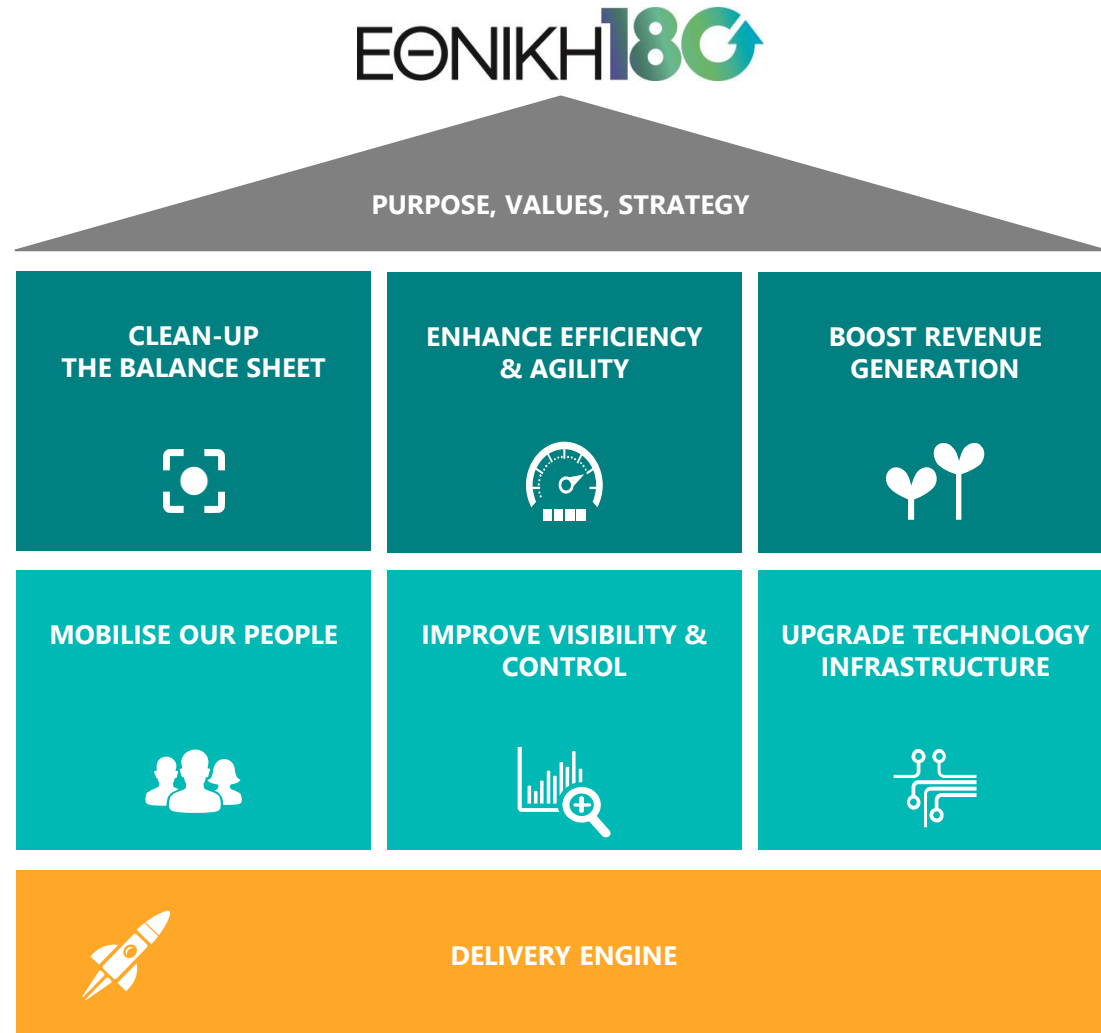 ΕΘΝΙΚΗ180
PURPOSE, VALUES, STRATEGY
CLEAN-UP
THE BALANCE SHEET
ENHANCE EFFICIENCY
& AGILITY
BOOST REVENUE
GENERATION
MOBILISE OUR PEOPLE
IMPROVE VISIBILITY &
CONTROL
UPGRADE TECHNOLOGY
INFRASTRUCTURE
DELIVERY ENGINE